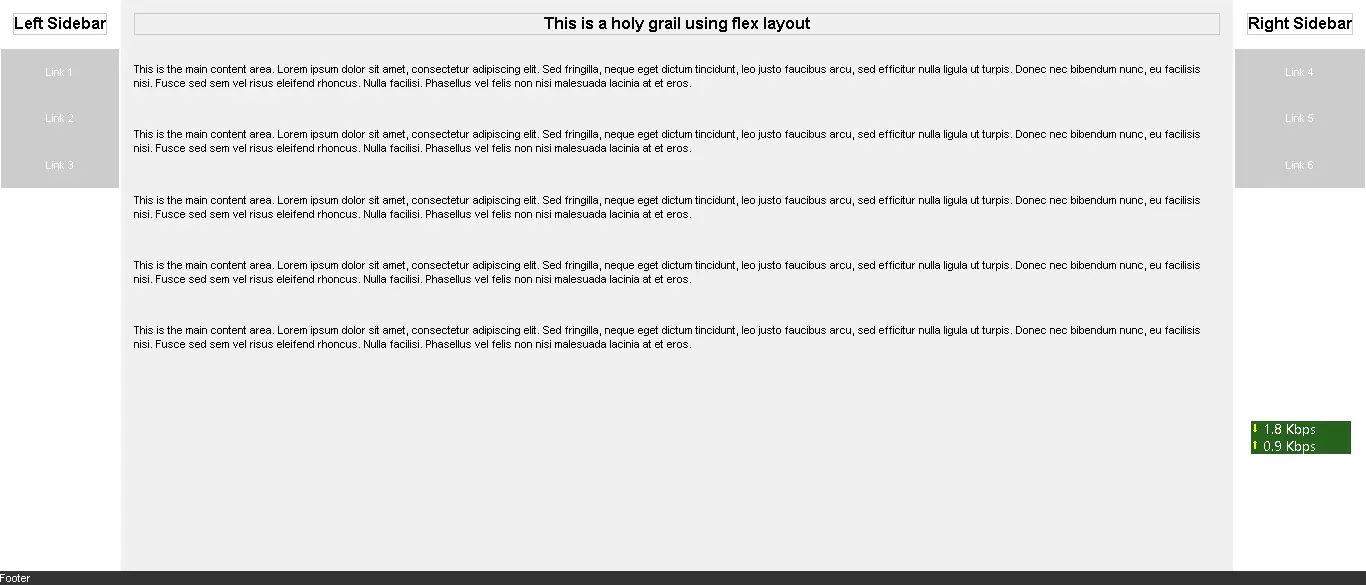 Left Sidebar
Link 1
Link 2
Link 3
This is a holy grail using flex layout
This is the main content area. Lorem ipsum dolor sit amet, consectetur adipiscing elit. Sed fringilla, neque eget dictum tincidunt, leo justo faucibus arcu, sed efficitur nulla ligula ut turpis. Donec nec bibendum nunc, eu facilisis
nisi. Fusce sed sem vel risus eleifend rhoncus. Nulla facilisi. Phasellus vel felis non nisi malesuada lacinia at et eros.
This is the main content area. Lorem ipsum dolor sit amet, consectetur adipiscing elit. Sed fringilla, neque eget dictum tincidunt, leo justo faucibus arcu, sed efficitur nulla ligula ut turpis. Donec nec bibendum nunc, eu facilisis
nisi. Fusce sed sem vel risus eleifend rhoncus. Nulla facilisi. Phasellus vel felis non nisi malesuada lacinia at et eros.
This is the main content area. Lorem ipsum dolor sit amet, consectetur adipiscing elit. Sed fringilla, neque eget dictum tincidunt, leo justo faucibus arcu, sed efficitur nulla ligula ut turpis. Donec nec bibendum nunc, eu facilisis
nisi. Fusce sed sem vel risus eleifend rhoncus. Nulla facilisi. Phasellus vel felis non nisi malesuada lacinia at et eros.
This is the main content area. Lorem ipsum dolor sit amet, consectetur adipiscing elit. Sed fringilla, neque eget dictum tincidunt, leo justo faucibus arcu, sed efficitur nulla ligula ut turpis. Donec nec bibendum nunc, eu facilisis
nisi. Fusce sed sem vel risus eleifend rhoncus. Nulla facilisi. Phasellus vel felis non nisi malesuada lacinia at et eros.
This is the main content area. Lorem ipsum dolor sit amet, consectetur adipiscing elit. Sed fringilla, neque eget dictum tincidunt, leo justo faucibus arcu, sed efficitur nulla ligula ut turpis. Donec nec bibendum nunc, eu facilisis
nisi. Fusce sed sem vel risus eleifend rhoncus. Nulla facilisi. Phasellus vel felis non nisi malesuada lacinia at et eros.
Right Sidebar
Link 4
Link 5
Link 6
↓ 1.8 Kbps
↑ 0.9 Kbps
Footer